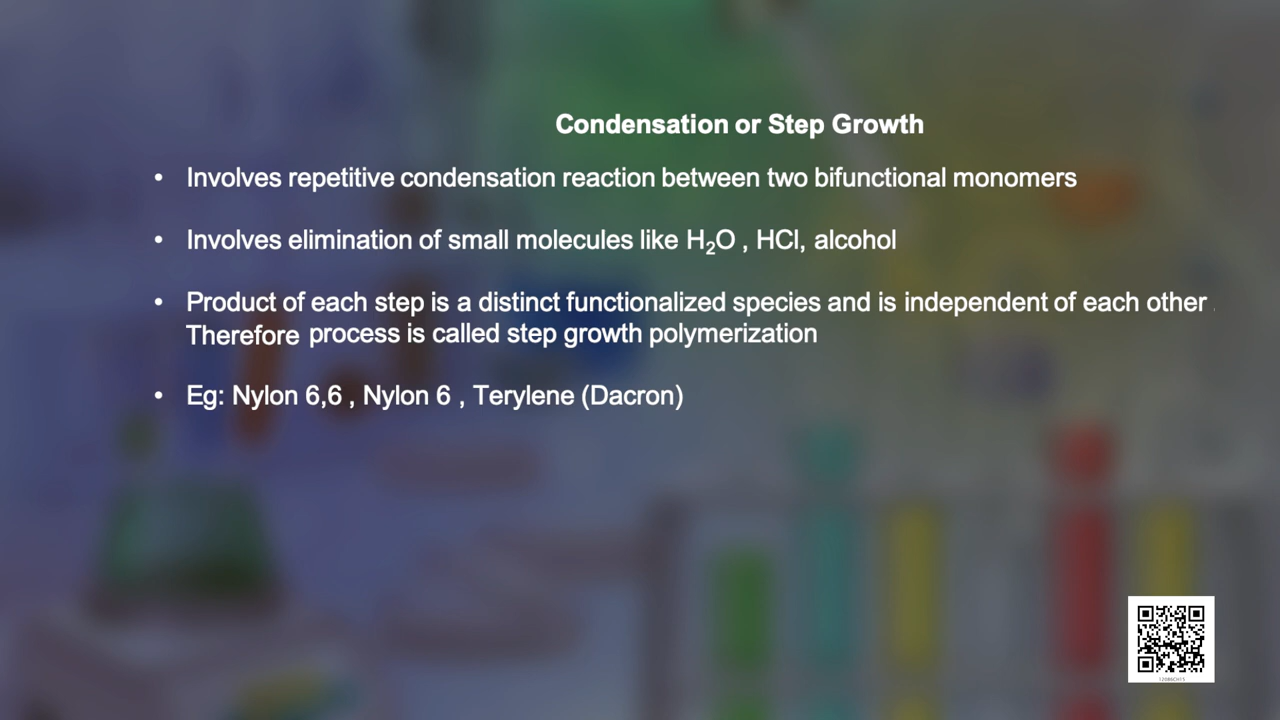 Condensation or Step Growth
• Involves repetitive condensation reaction between two bifunctional monomers
• Involves elimination of small molecules like H₂O , HCl, alcohol
• Product of each step is a distinct functionalized species and is independent of each other .
Therefore process is called step growth polymerization
• Eg: Nylon 6,6 , Nylon 6 , Terylene (Dacron)